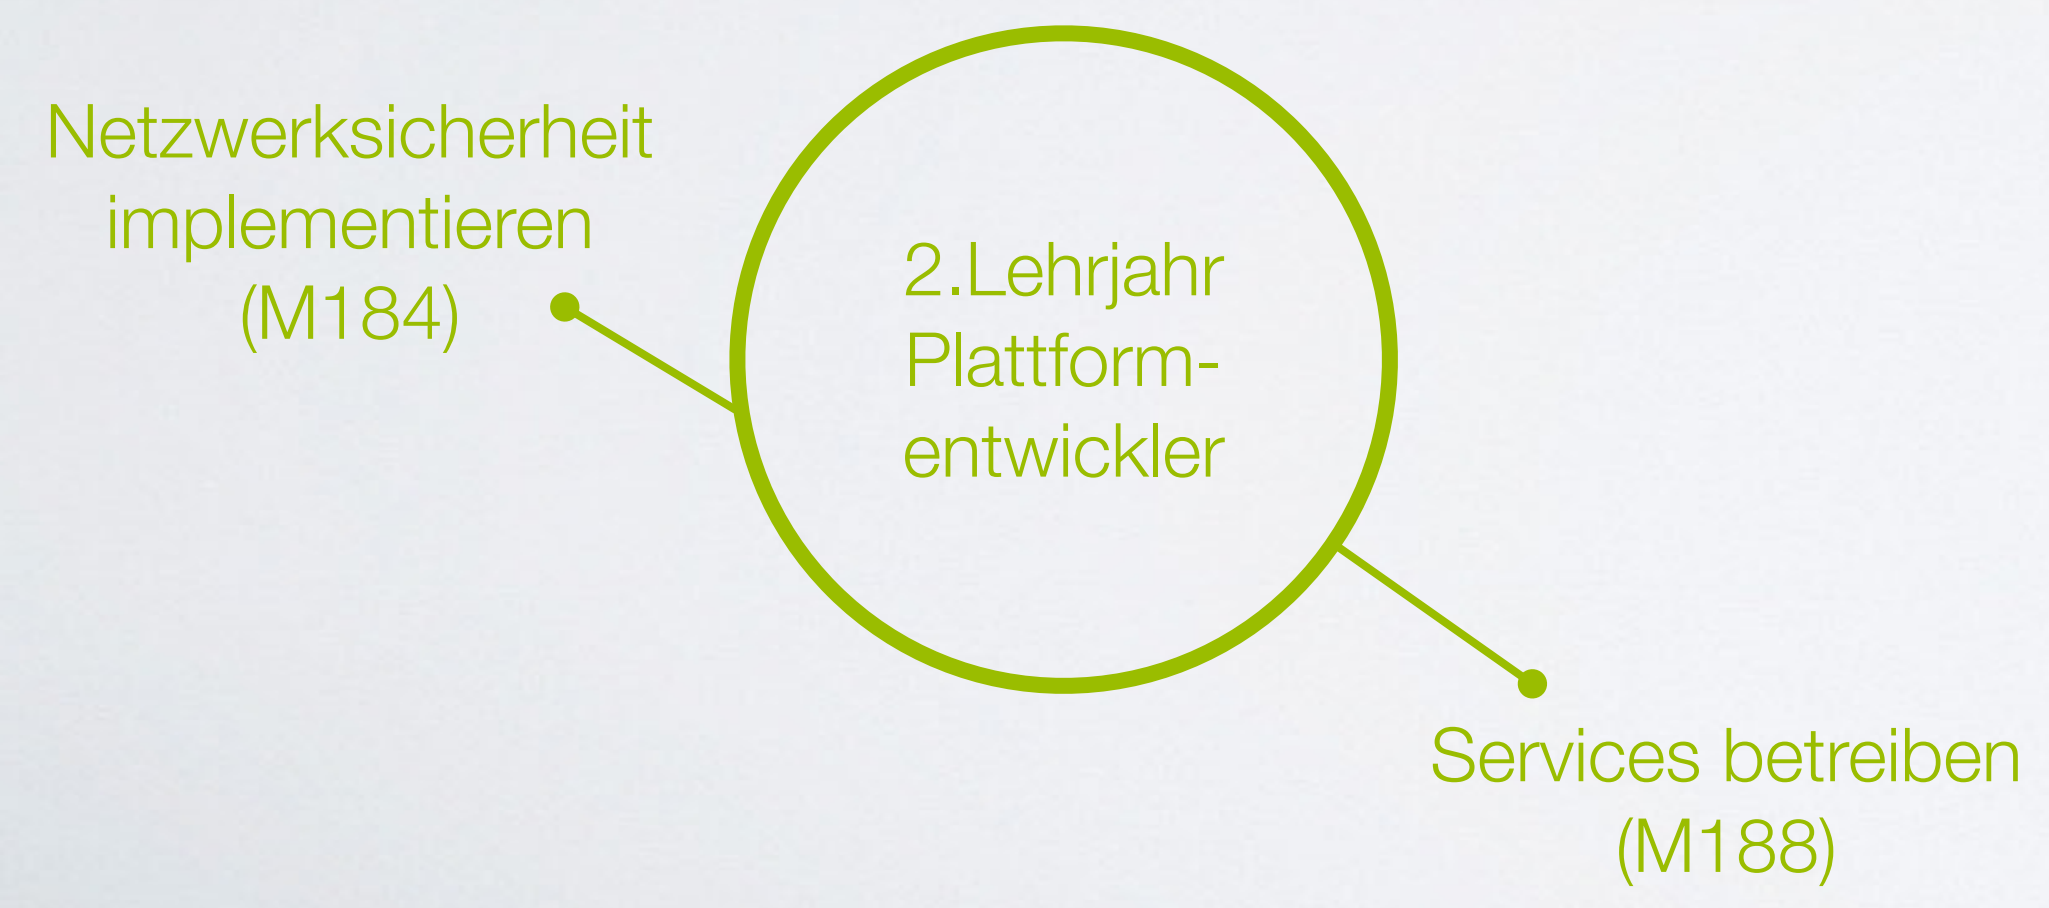 Netzwerksicherheit
implementieren
(M184)
2.Lehrjahr
Plattform-
entwickler
Services betreiben
(M188)